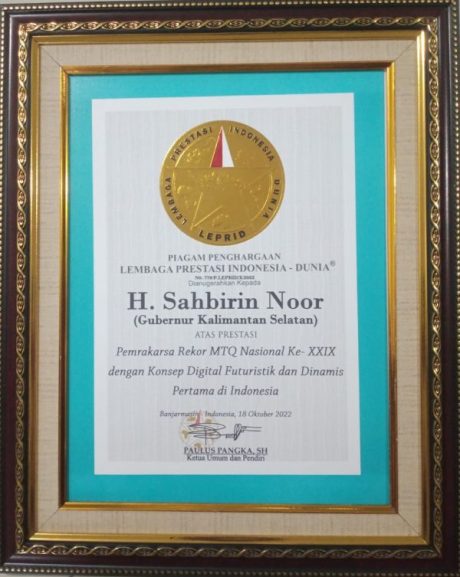 LEMBAGA PRESTASI INDONESIA DUNIA
LEPRID
PIAGAM PENGHARGAAN
LEMBAGA PRESTASI INDONESIA - DUNIA®
Dianugerahkan Kepada
H. Sahbirin Noor
(Gubernur Kalimantan Selatan)
ATAS PRESTASI
Pemrakarsa Rekor MTQ Nasional Ke- XXIX
dengan Konsep Digital Futuristik dan Dinamis
Pertama di Indonesia
Banjarmasin, Indonesia, 18 Oktober 2022
PAULUS PANGKA, SH
Ketua Umum dan Pendiri